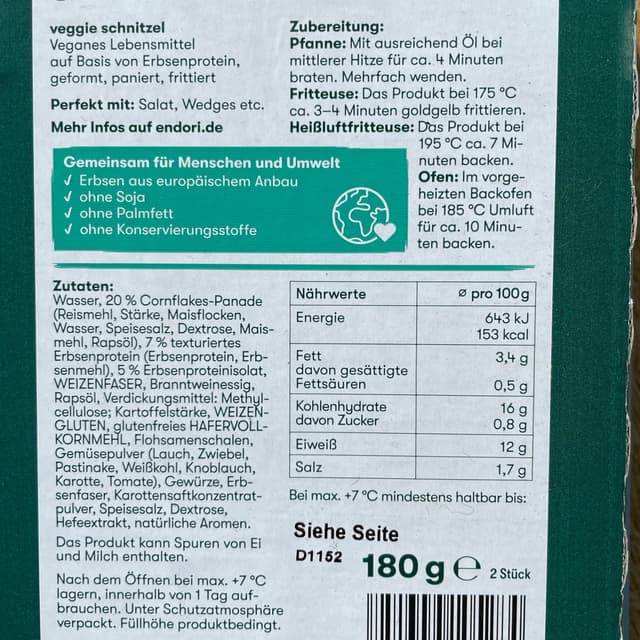 veggie schnitzel
Veganes Lebensmittel
auf Basis von Erbsenprotein,
geformt, paniert, frittiert
Perfekt mit: Salat, Wedges etc.
Mehr Infos auf endori.de
Zubereitung:
Pfanne: Mit ausreichend Öl bei
mittlerer Hitze für ca. 4 Minuten
braten. Mehrfach wenden.
Fritteuse: Das Produkt bei 175 °C
ca. 3–4 Minuten goldgelb frittieren.
Heißluftfritteuse: Das Produkt bei
195 °C ca. 7 Mi-
nuten backen.
Ofen: Im vorge-
heizten Backofen
bei 185 °C Umluft
für ca. 10 Minu-
ten backen.
Gemeinsam für Menschen und Umwelt
✓ Erbsen aus europäischem Anbau
✓ ohne Soja
✓ ohne Palmfett
✓ ohne Konservierungsstoffe
Zutaten:
Wasser, 20 % Cornflakes-Panade
(Reismehl, Stärke, Maisflocken,
Wasser, Speisesalz, Dextrose, Mais-
mehl, Rapsöl), 7 % texturiertes
Erbsenprotein (Erbsenprotein, Erb-
senmehl), 5 % Erbsenproteinisolat,
WEIZENFASER, Branntweinessig,
Rapsöl, Verdickungsmittel: Methyl-
cellulose; Kartoffelstärke, WEIZEN-
GLUTEN, glutenfreies HAFERVOLL-
KORNMEHL, Flohsamenschalen,
Gemüsepulver (Lauch, Zwiebel,
Pastinake, Weißkohl, Knoblauch,
Karotte, Tomate), Gewürze, Erb-
senfaser, Karottensaftkonzentrat-
pulver, Speisesalz, Dextrose,
Hefeextrakt, natürliche Aromen.
Das Produkt kann Spuren von Ei
und Milch enthalten.
Nach dem Öffnen bei max. +7 °C
lagern, innerhalb von 1 Tag auf-
brauchen. Unter Schutzatmosphäre
verpackt. Füllhöhe produktbedingt.
Nährwerte ø pro 100g
Energie 643 kJ
153 kcal
Fett 3,4 g
davon gesättigte
Fettsäuren 0,5 g
Kohlenhydrate 16 g
davon Zucker 0,8 g
Eiweiß 12 g
Salz 1,7 g
Bei max. +7 °C mindestens haltbar bis:
Siehe Seite
D1152
180 g ℮ 2 Stück